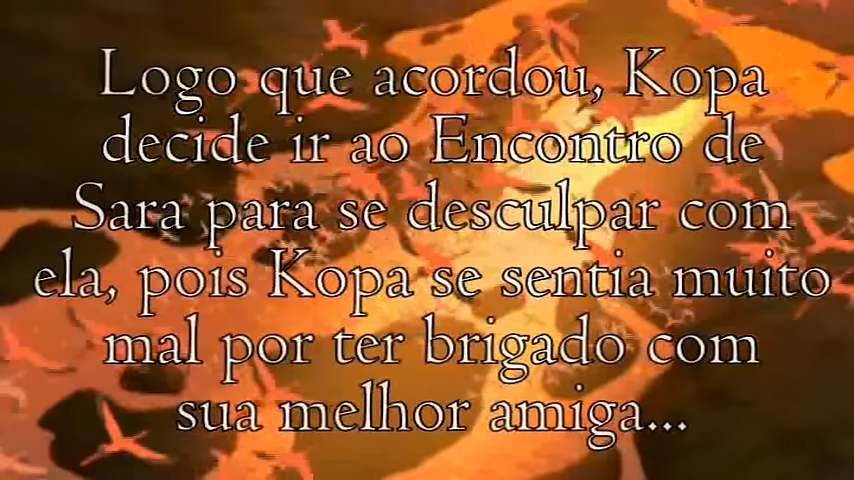 Logo que acordou, Kopa
decide ir ao Encontro de
Sara para se desculpar com
ela, pois Kopa se sentia muito
mal por ter brigado com
sua melhor amiga...